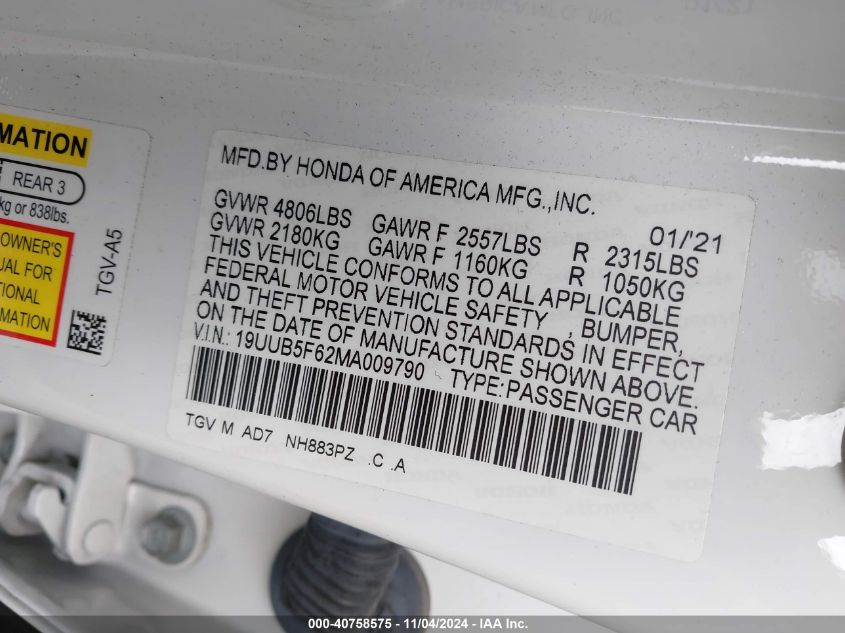 MATION
REAR 3
kg or 838lbs.
OWNER'S
UAL FOR
TIONAL
RMATION
TGV-A5
MFD.BY HONDA OF AMERICA MFG.,INC.
01/'21
GVWR 4806LBS GAWR F 2557LBS R 2315LBS
GVWR 2180KG GAWR F 1160KG R 1050KG
THIS VEHICLE CONFORMS TO ALL APPLICABLE
FEDERAL MOTOR VEHICLE SAFETY , BUMPER,
AND THEFT PREVENTION STANDARDS IN EFFECT
ON THE DATE OF MANUFACTURE SHOWN ABOVE.
V.I.N.: 19UUB5F62MA009790 TYPE:PASSENGER CAR
TGV M AD7 NH883PZ .C .A
000-40758575 - 11/04/2024 - IAA Inc.